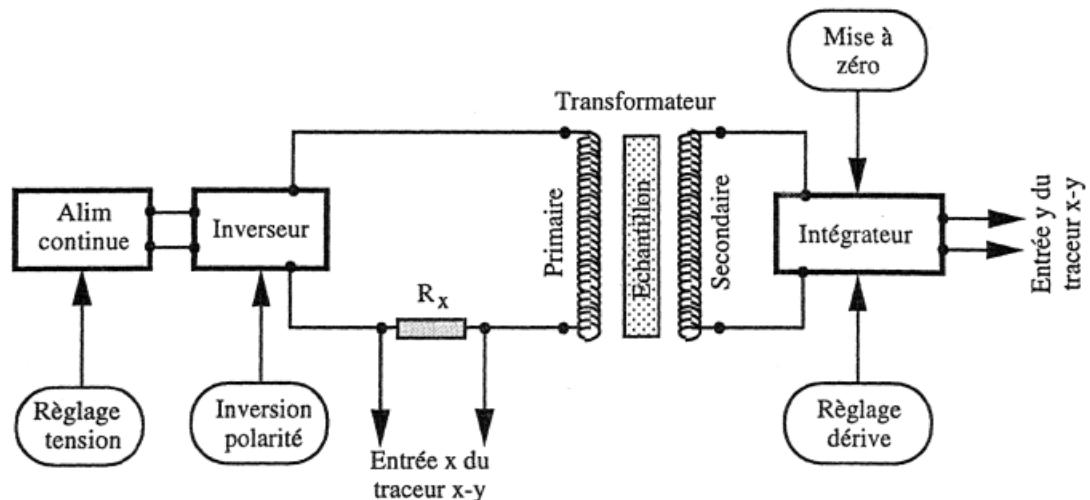 Mise à
zéro
Transformateur
Alim
continue
Inverseur
Primaire
Echantillon
Secondaire
Intégrateur
Entrée y du
traceur x-y
R_x
Règlage
tension
Inversion
polarité
Entrée x du
traceur x-y
Règlage
dérive